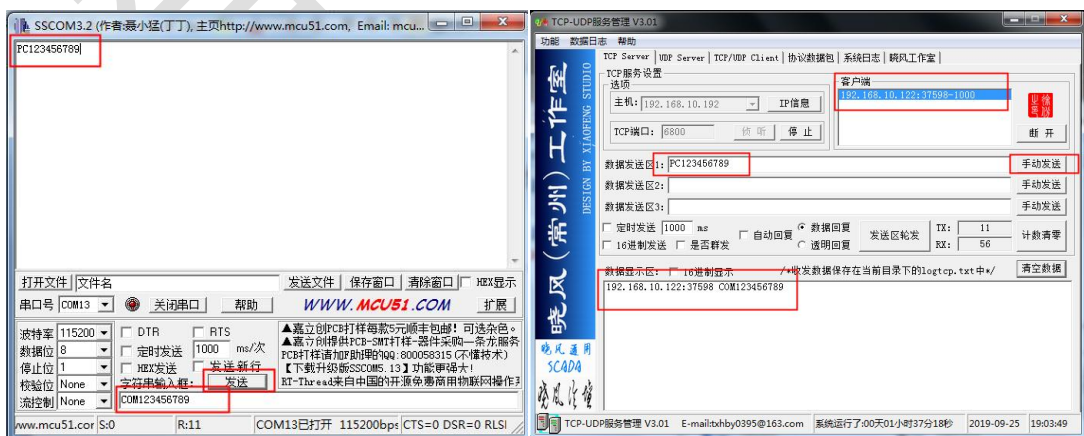 SSCOM3.2 (作者:聂小猛(丁丁), 主页http://www.mcu51.com, Email: mcu...
PC123456789
打开文件 文件名 发送文件 保存窗口 清除窗口 HEX显示
串口号 COM13 关闭串口 帮助 WWW.MCU51.COM 扩展
波特率 115200 DTR RTS
数据位 8 定时发送 1000 ms/次
停止位 1 HEX发送 发送新行
校验位 None 字符串输入框: 发送
流控制 None COM123456789
▲嘉立创PCB打样每款5元顺丰包邮！可选杂色。
▲嘉立创提供PCB-SMT打样-器件采购一条龙服务
PCB打样请加 QQ:800058315(不懂技术)
【下载升级版SSCOM5.13】功能更强大!
RT-Thread来自中国的开源免费商用物联网操作系
www.mcu51.cor S:0 R:11 COM13已打开 115200bps CTS=0 DSR=0 RLSI
TCP-UDP服务管理 V3.01
功能 数据日志 帮助
TCP Server UDP Server TCP/UDP Client 协议数据包 系统日志 晓风工作室
晓风(常州)工作室
DESIGN BY XIAOFENG STUDIO
晓风通用
SCADA
TCP服务设置
选项
主机: 192.168.10.192 IP信息
TCP端口: 6800 侦听 停止
客户端
192.168.10.122:37598-1000
断开
数据发送区1: PC123456789 手动发送
数据发送区2: 手动发送
数据发送区3: 手动发送
定时发送 1000 ms 自动回复 数据回复 发送区轮发 TX: 11 计数清零
16进制发送 是否群发 透明回复 RX: 56
数据显示区: 16进制显示 /*收发数据保存在当前目录下的logtcp.txt中*/ 清空数据
192.168.10.122:37598 COM123456789
TCP-UDP服务管理 V3.01 E-mail:txhby0395@163.com 系统运行了:00天01小时37分18秒 2019-09-25 19:03:49